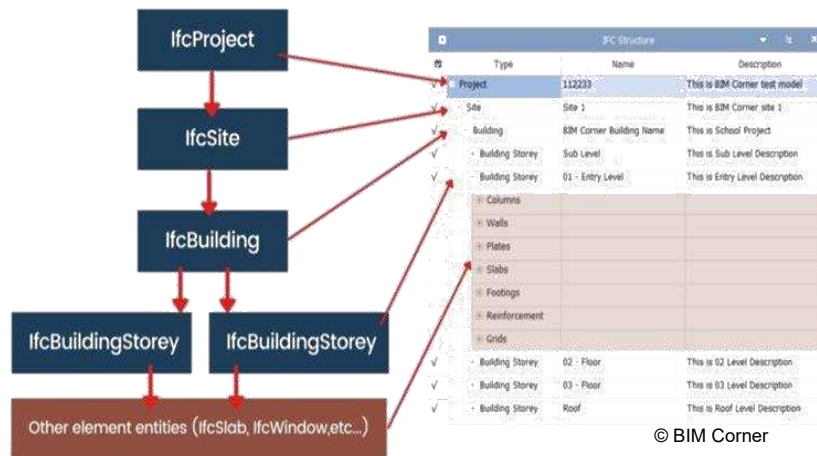 IfcProject
IfcSite
IfcBuilding
IfcBuildingStorey
IfcBuildingStorey
Other element entities (IfcSlab, IfcWindow,etc...)
IFC Structure
Type Name Description
Project 112233 This is BIM Corner test model
Site Site 1 This is BIM Corner site 1
Building BIM Corner Building Name This is School Project
Building Storey Sub Level This is Sub Level Description
Building Storey 01 - Entry Level This is Entry Level Description
Columns
Walls
Plates
Slabs
Footings
Reinforcement
Grids
Building Storey 02 - Floor This is 02 Level Description
Building Storey 03 - Floor This is 03 Level Description
Building Storey Roof This is Roof Level Description
© BIM Corner